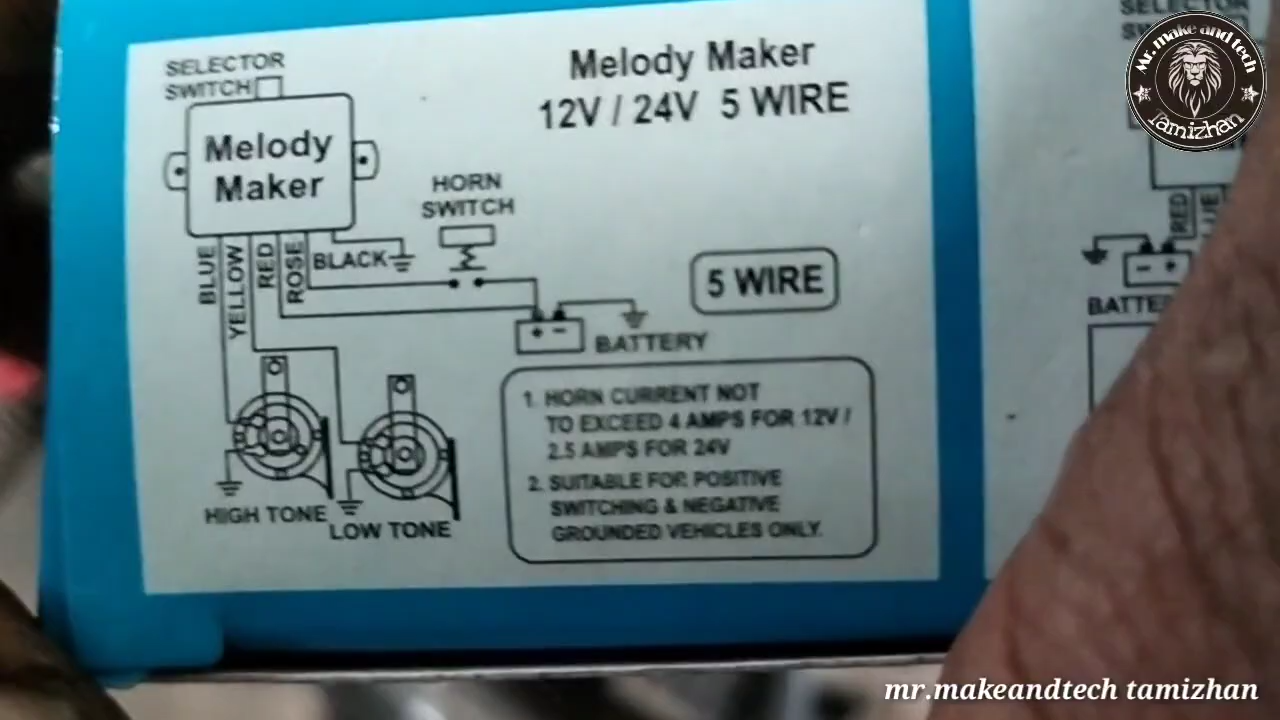 SELECTOR
SWITCH
Melody
Maker
Melody Maker
12V / 24V 5 WIRE
HORN
SWITCH
BLUE
YELLOW
RED
ROSE
BLACK
5 WIRE
+ -
BATTERY
1. HORN CURRENT NOT
TO EXCEED 4 AMPS FOR 12V /
2.5 AMPS FOR 24V
2. SUITABLE FOR POSITIVE
SWITCHING & NEGATIVE
GROUNDED VEHICLES ONLY.
HIGH TONE
LOW TONE
SELECTOR
RED
- +
Mr. make and tech
Tamizhan
mr.makeandtech tamizhan